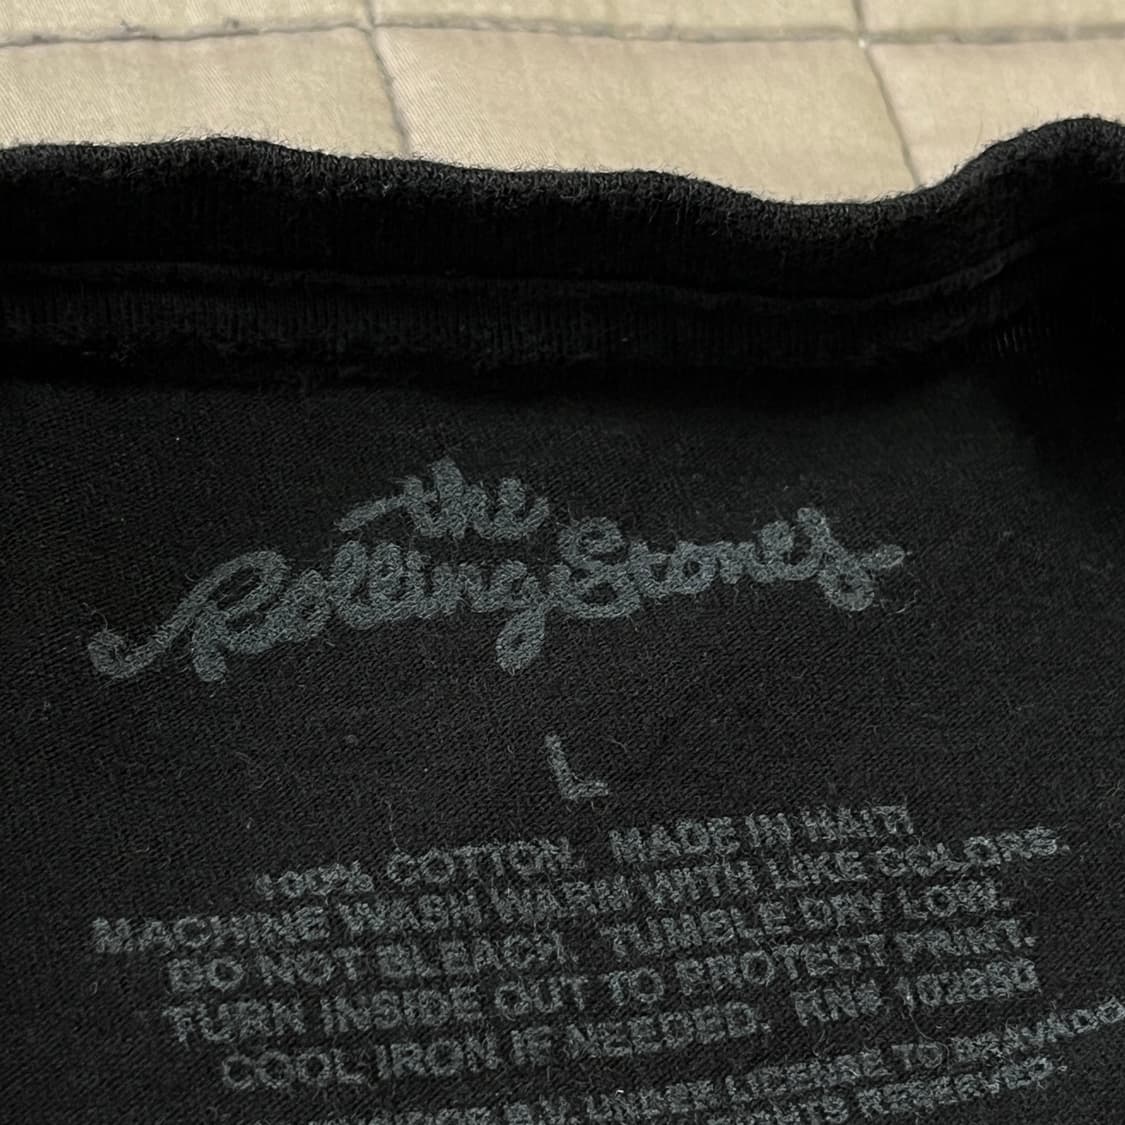 the
Rolling Stones
L
100% COTTON. MADE IN HAITI
MACHINE WASH WARM WITH LIKE COLORS.
DO NOT BLEACH. TUMBLE DRY LOW.
TURN INSIDE OUT TO PROTECT PRINT.
COOL IRON IF NEEDED. RN#
B.V. UNDER LICENSE TO BRAVADO
RIGHTS RESERVED.